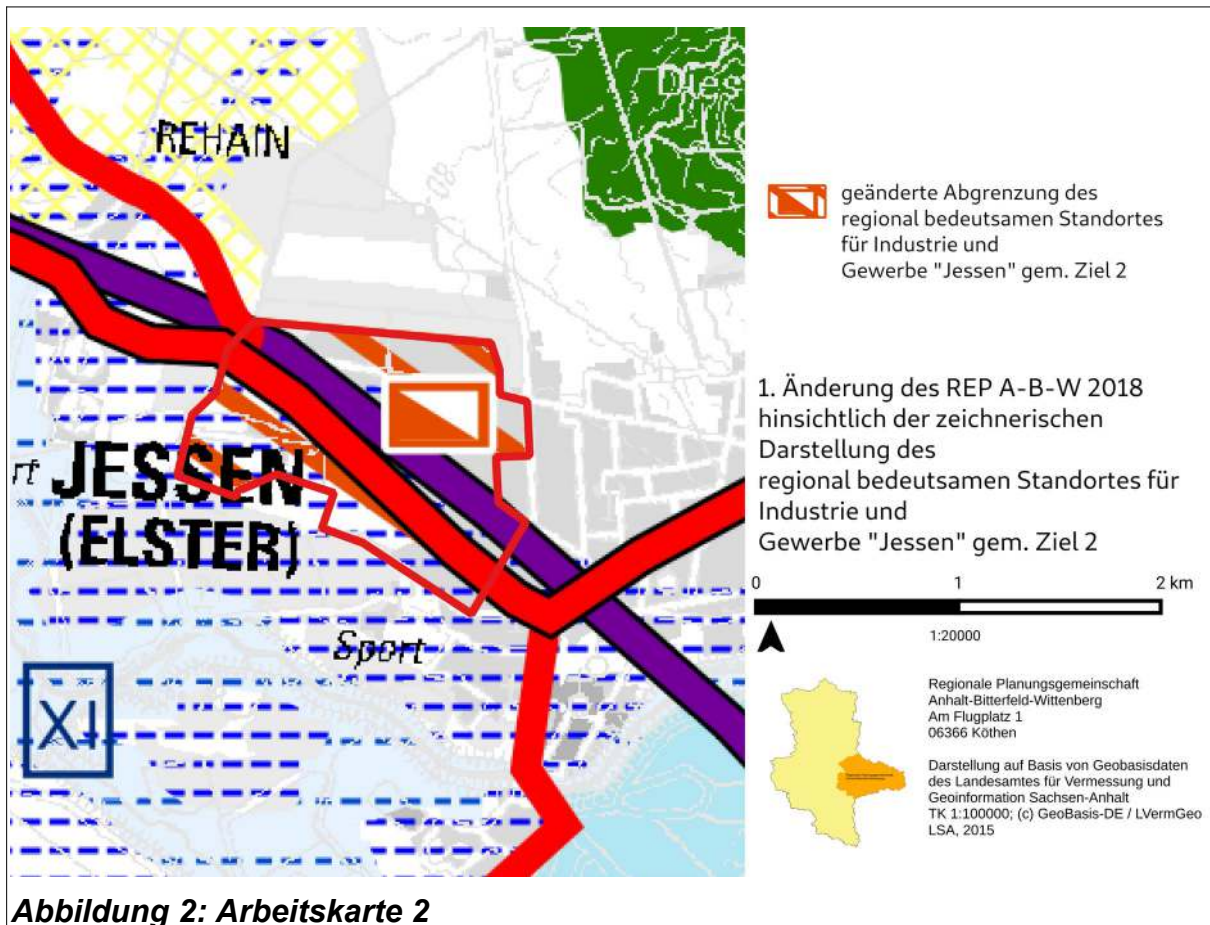 REHAIN
Dies
80
rt
JESSEN
(ELSTER)
Sport
XI
geänderte Abgrenzung des
regional bedeutsamen Standortes
für Industrie und
Gewerbe "Jessen" gem. Ziel 2
1. Änderung des REP A-B-W 2018
hinsichtlich der zeichnerischen
Darstellung des
regional bedeutsamen Standortes für
Industrie und
Gewerbe "Jessen" gem. Ziel 2
0 1 2 km
1:20000
Regionale Planungsgemeinschaft
Anhalt-Bitterfeld-Wittenberg
Am Flugplatz 1
06366 Köthen
Darstellung auf Basis von Geobasisdaten
des Landesamtes für Vermessung und
Geoinformation Sachsen-Anhalt
TK 1:100000; (c) GeoBasis-DE / LVermGeo
LSA, 2015
Abbildung 2: Arbeitskarte 2